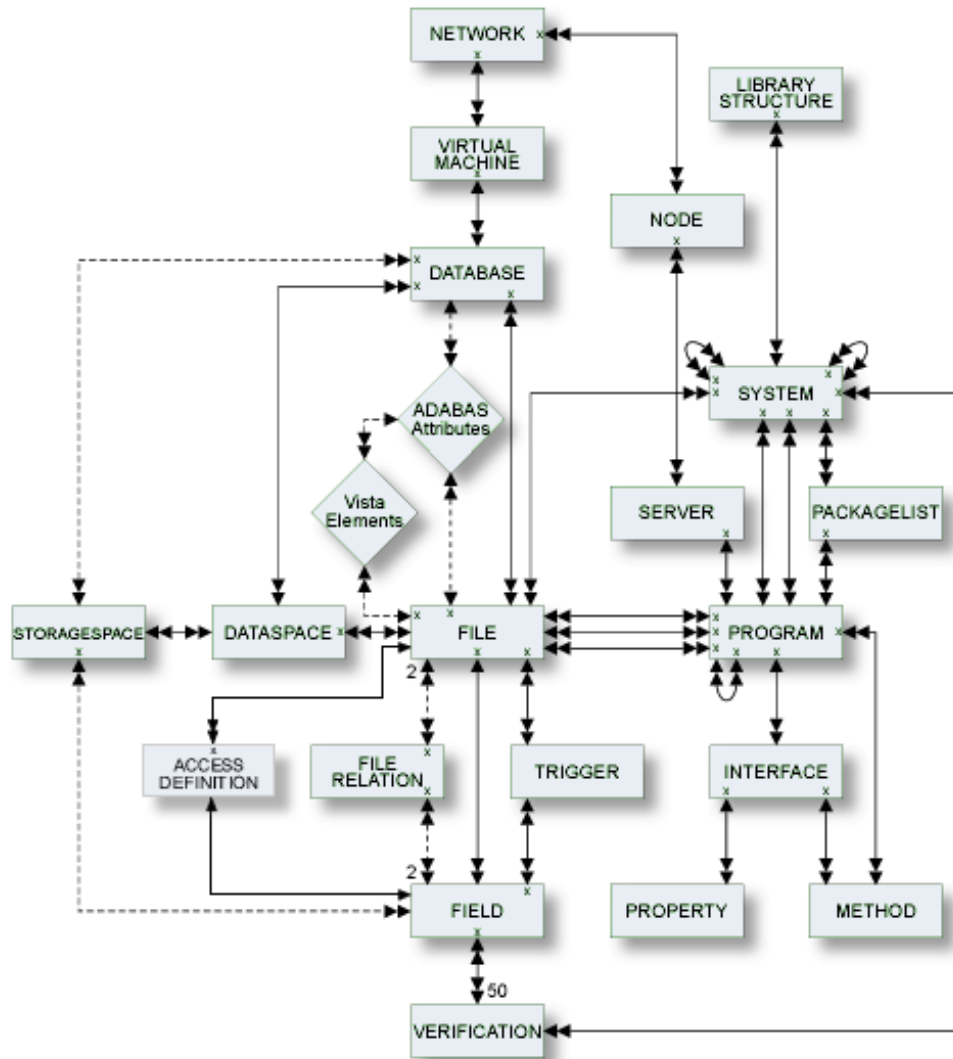 NETWORK
LIBRARY
STRUCTURE
VIRTUAL
MACHINE
NODE
DATABASE
SYSTEM
ADABAS
Attributes
Vista
Elements
SERVER
PACKAGELIST
STORAGESPACE
DATASPACE
FILE
PROGRAM
2
ACCESS
DEFINITION
FILE
RELATION
TRIGGER
INTERFACE
2
FIELD
PROPERTY
METHOD
50
VERIFICATION